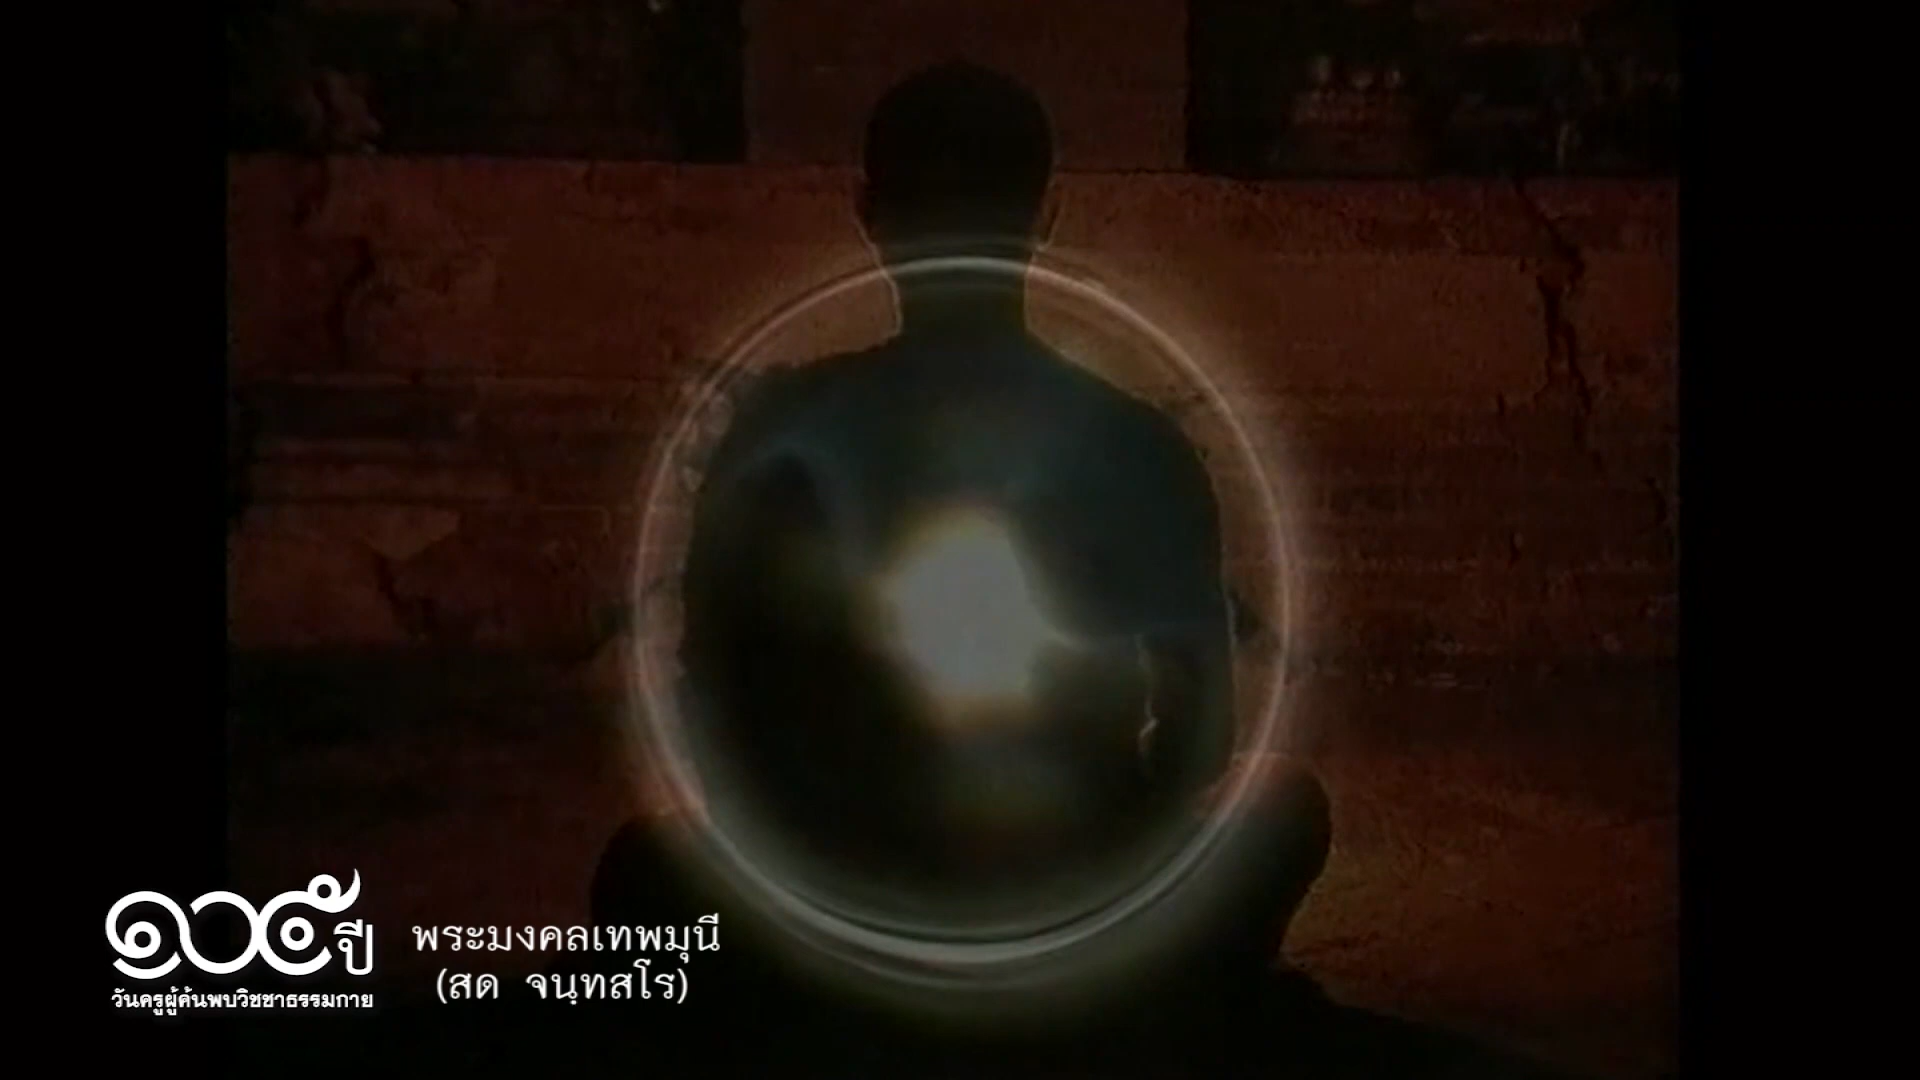 ๑๐๕ ปี
วันครูผู้ค้นพบวิชชาธรรมกาย
พระมงคลเทพมุนี
(สด จนฺทสโร)